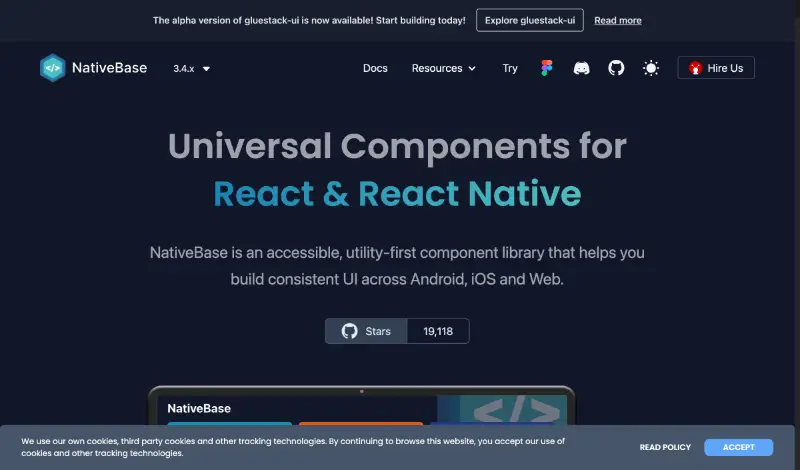 The alpha version of gluestack-ui is now available! Start building today! Explore gluestack-ui Read more
NativeBase 3.4.x Docs Resources Try Hire Us
Universal Components for
React & React Native
NativeBase is an accessible, utility-first component library that helps you
build consistent UI across Android, iOS and Web.
Stars 19,118
NativeBase
We use our own cookies, third party cookies and other tracking technologies. By continuing to browse this website, you accept our use of
cookies and other tracking technologies.
READ POLICY ACCEPT